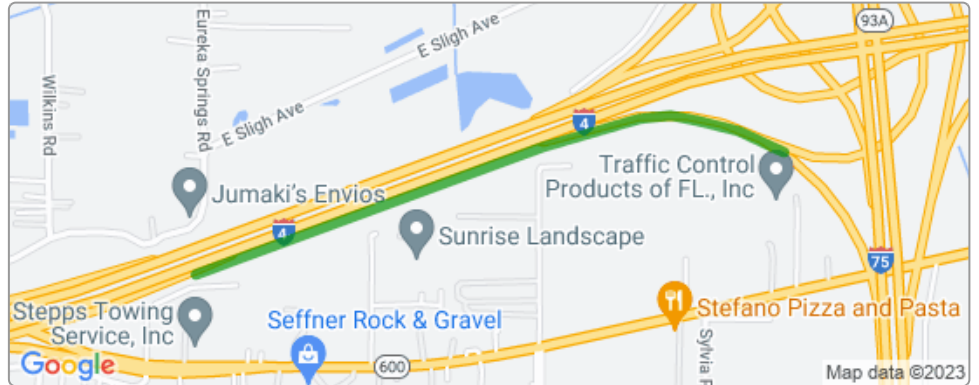 93A
Eureka Springs Rd
E Sligh Ave
Wilkins Rd
E Sligh Ave
4
Traffic Control
Products of FL., Inc
Jumaki's Envios
4
Sunrise Landscape
75
Stepps Towing
Service, Inc
Seffner Rock & Gravel
Stefano Pizza and Pasta
600
Sylvia
Google
Map data ©2023